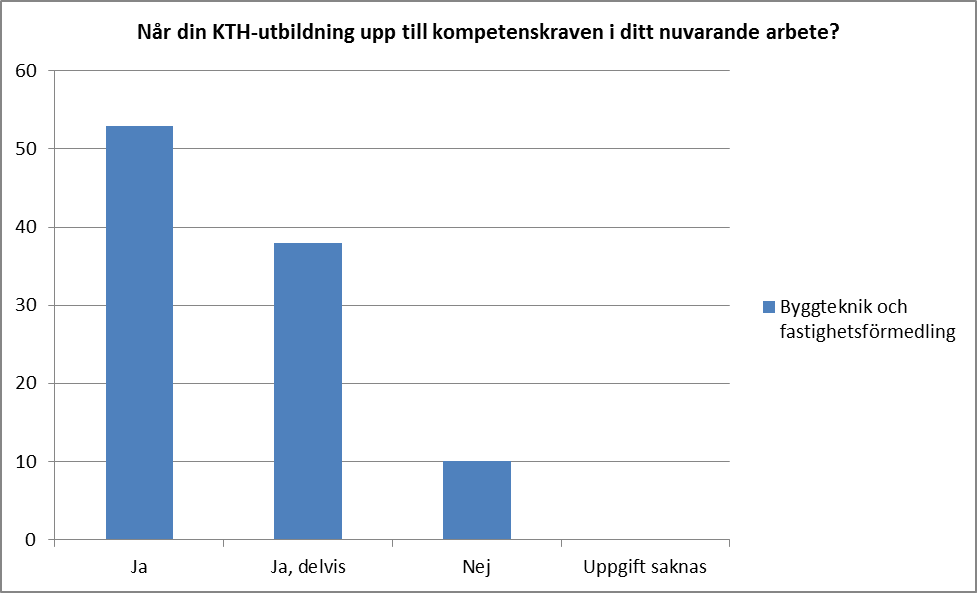 Når din KTH-utbildning upp till kompetenskraven i ditt nuvarande arbete?
60
50
40
30
20
10
0
Ja
Ja, delvis
Nej
Uppgift saknas
Byggteknik och
fastighetsförmedling